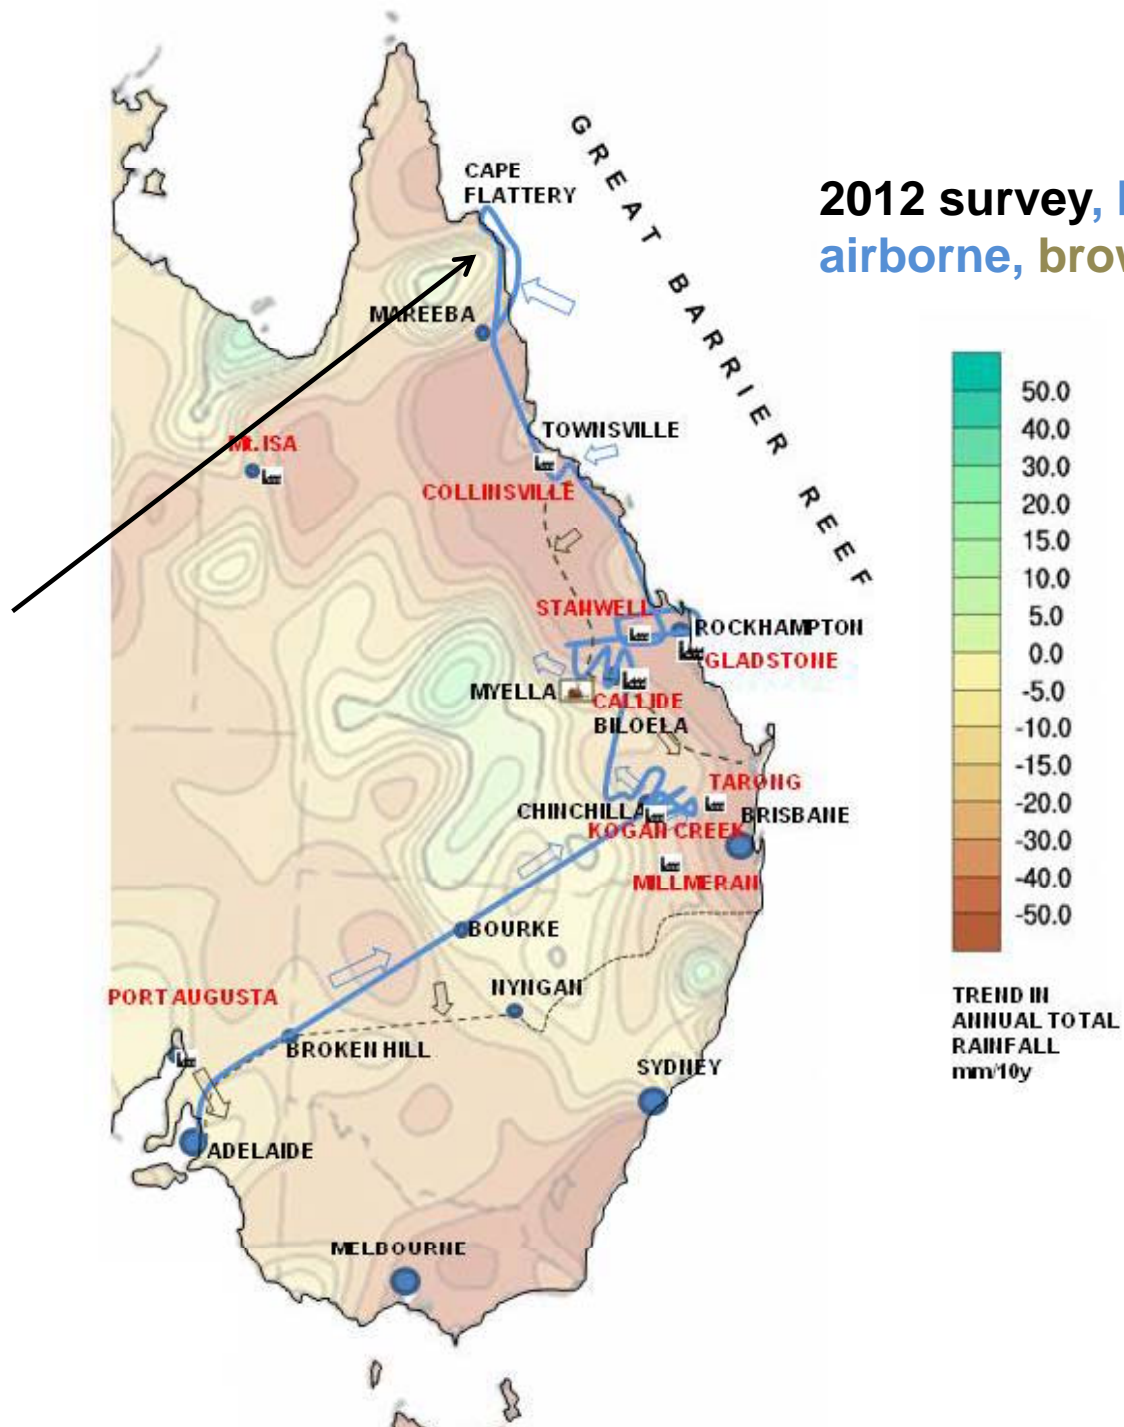 CAPE
FLATTERY
GREAT BARRIER REEF
2012 survey,
airborne,
MAREEBA
TOWNSVILLE
Mt. ISA
COLLINSVILLE
STANWELL
ROCKHAMPTON
GLADSTONE
MYELLA
CALLIDE
BILOELA
TARONG
CHINCHILLA
BRISBANE
KOGAN CREEK
MILLMERAN
BOURKE
NYNGAN
PORT AUGUSTA
BROKEN HILL
SYDNEY
ADELAIDE
MELBOURNE
50.0
40.0
30.0
20.0
15.0
10.0
5.0
0.0
-5.0
-10.0
-15.0
-20.0
-30.0
-40.0
-50.0
TREND IN
ANNUAL TOTAL
RAINFALL
mm/10y